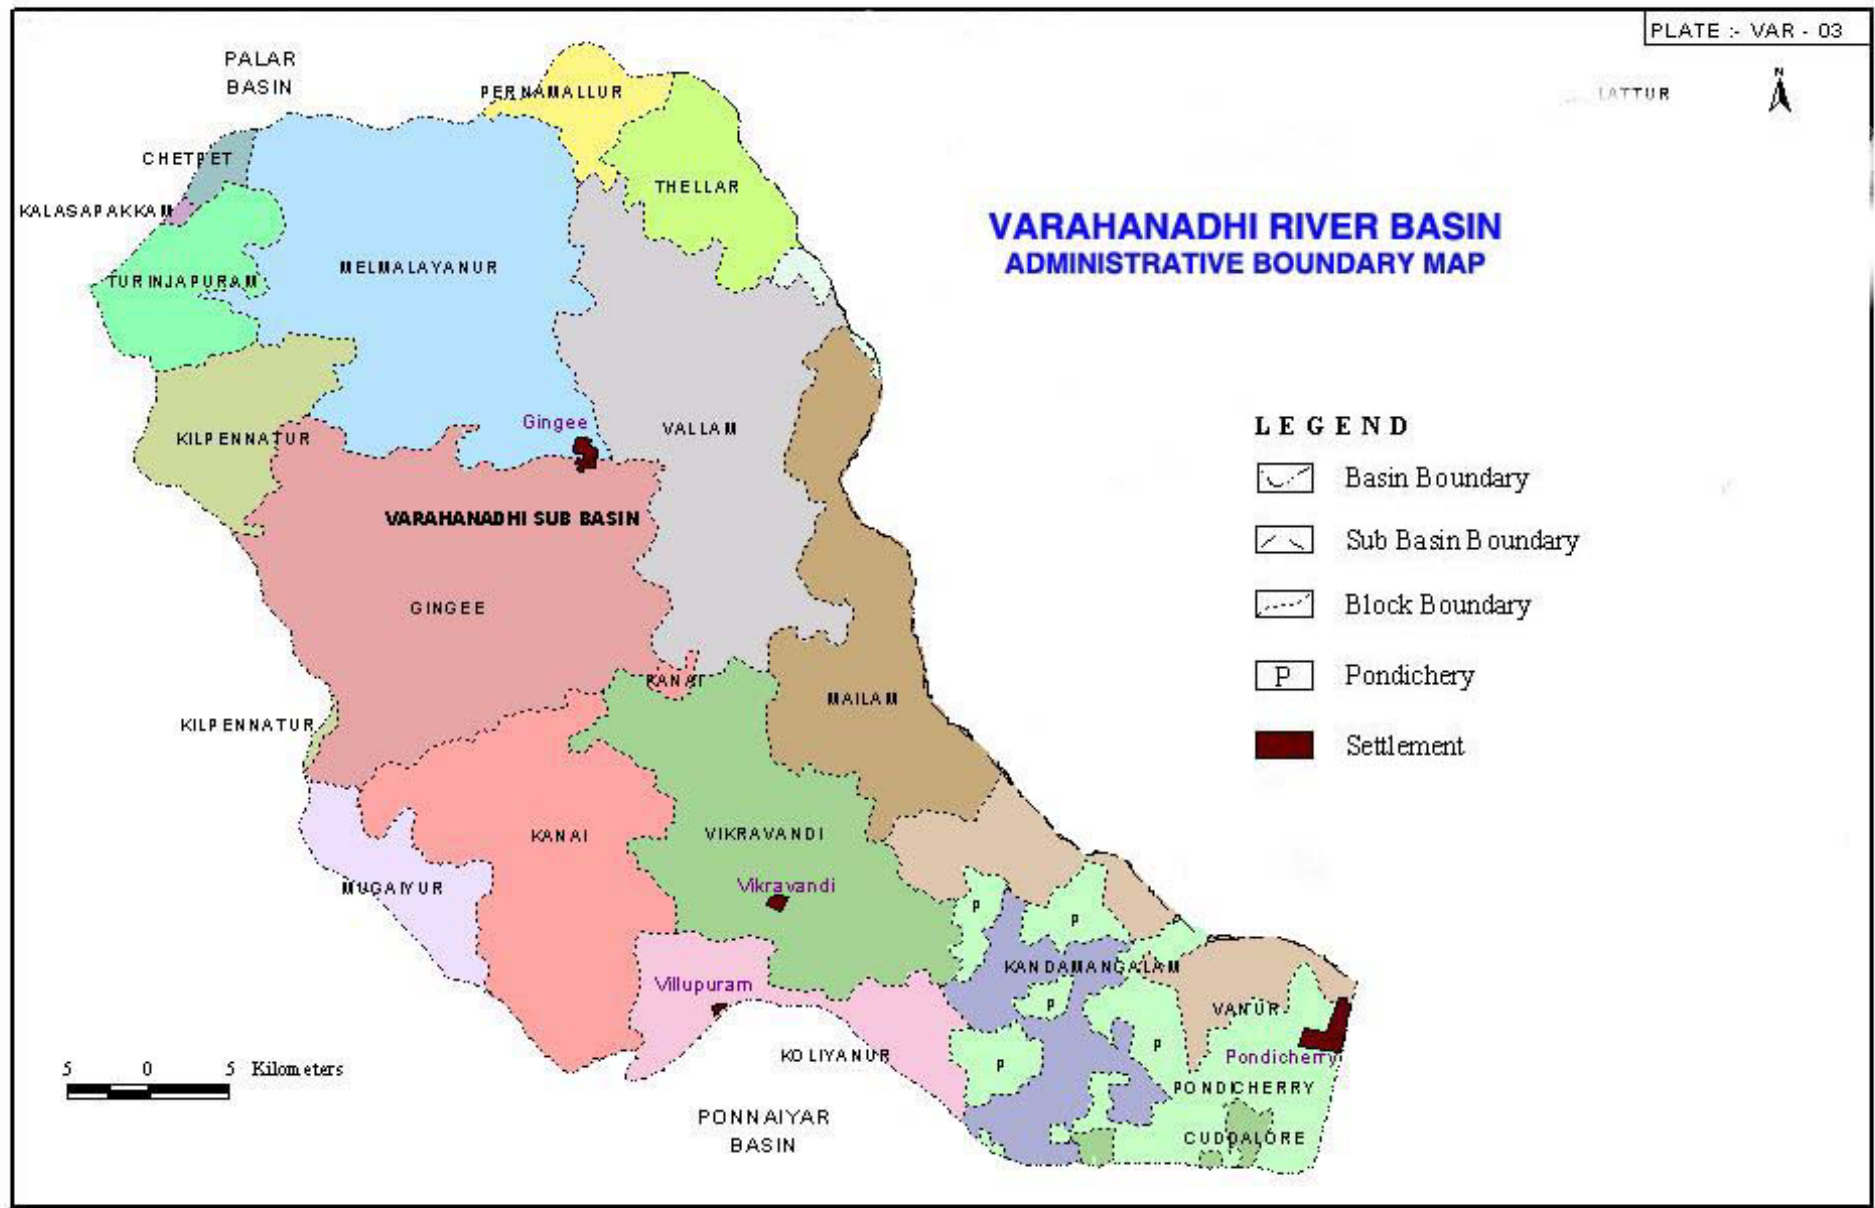 PLATE :- VAR - 03
PALAR
BASIN
N
PERNAMALLUR
LATTUR
CHETPET
THELLAR
KALASAPAKKAM
VARAHANADHI RIVER BASIN
ADMINISTRATIVE BOUNDARY MAP
MELMALAYANUR
TURINJAPURAM
Gingee
VALLAM
KILPENNATUR
LEGEND
Basin Boundary
VARAHANADHI SUB BASIN
Sub Basin Boundary
GINGEE
Block Boundary
KANAI
P
Pondichery
MAILAM
KILPENNATUR
Settlement
KANAI
VIKRAVANDI
MUGAIYUR
Vikravandi
P
P
P
KANDAMANGALAM
Villupuram
P
VANUR
KOLIYANUR
P
P
Pondicherry
5 0 5 Kilometers
PONDICHERRY
PONNAIYAR
BASIN
CUDDALORE